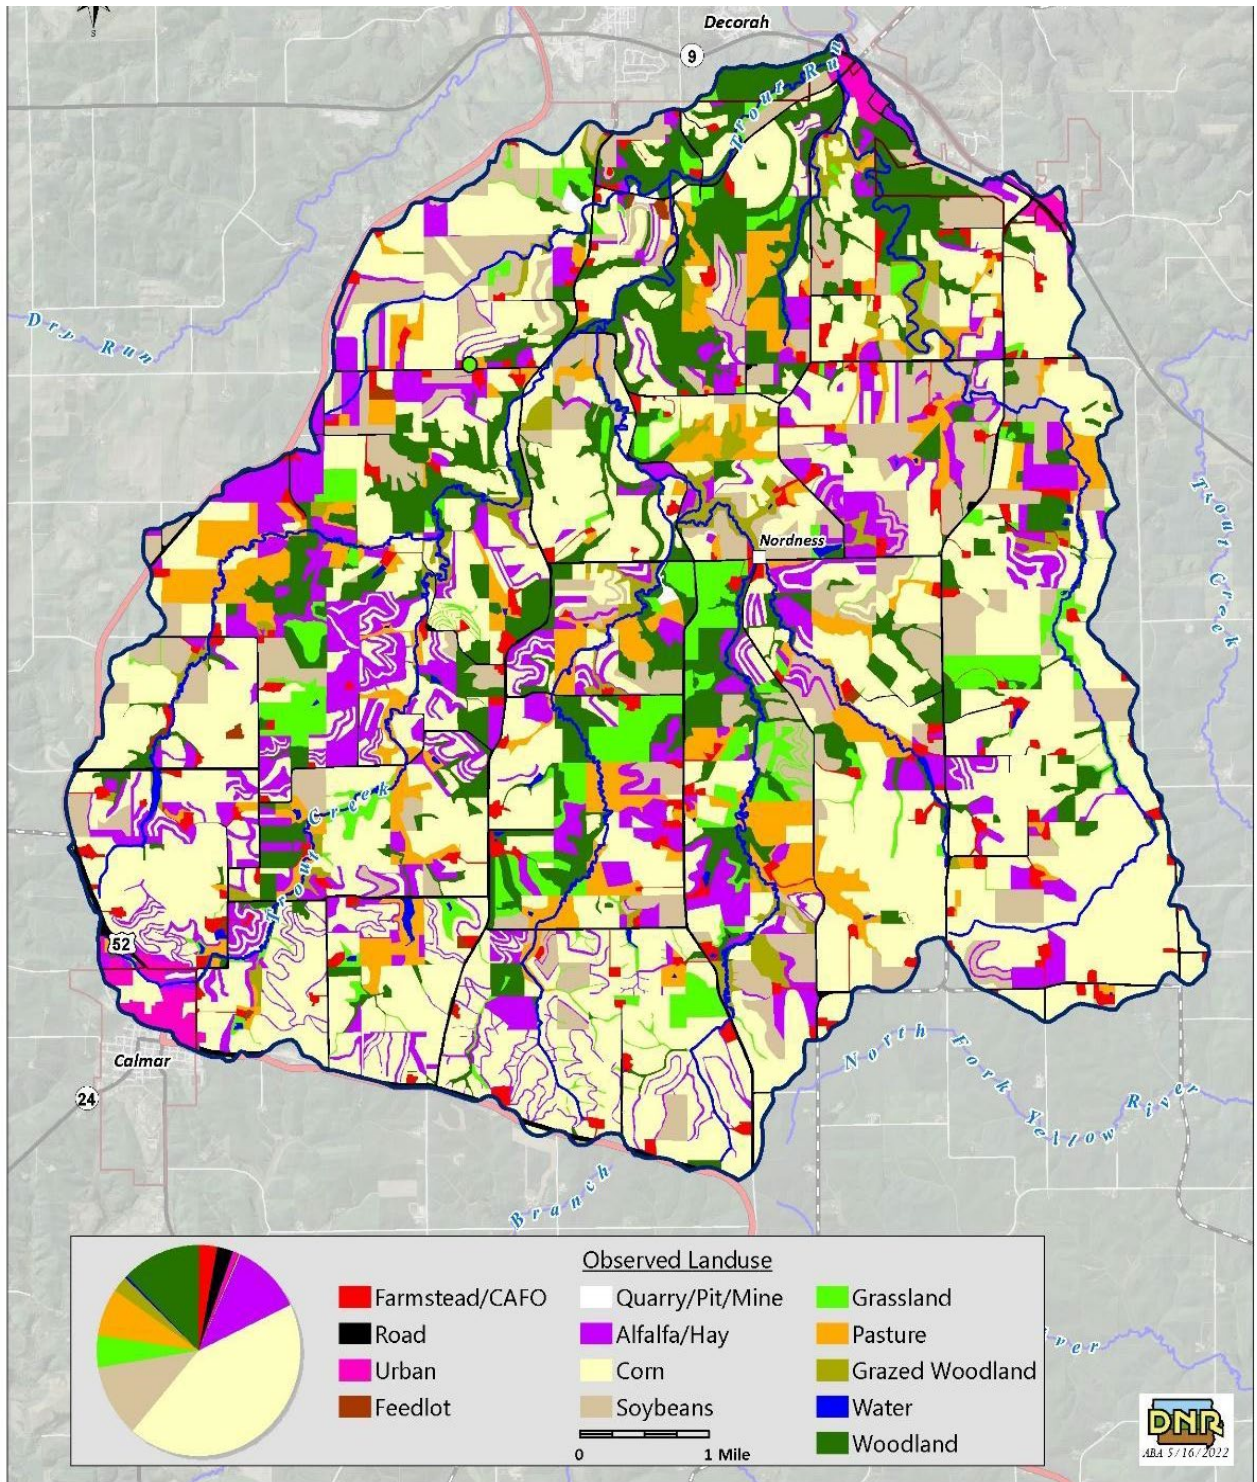 S
Decorah
9
Trout Run
Dry Run
Trout Creek
Nordness
Trout Creek
52
Calmar
24
North Fork Yellow River
Branch
iver
Observed Landuse
Farmstead/CAFO
Road
Urban
Feedlot
Quarry/Pit/Mine
Alfalfa/Hay
Corn
Soybeans
0 1 Mile
Grassland
Pasture
Grazed Woodland
Water
Woodland
DNR
ABA 5/16/2022